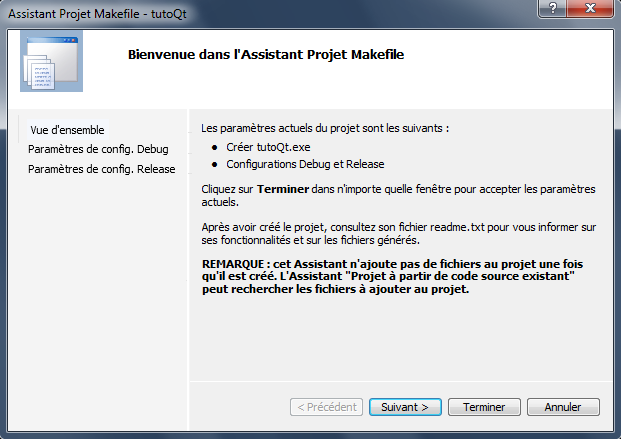 Assistant Projet Makefile - tutoQt
?
Bienvenue dans l'Assistant Projet Makefile
Vue d'ensemble
Paramètres de config. Debug
Paramètres de config. Release
Les paramètres actuels du projet sont les suivants :
• Créer tutoQt.exe
• Configurations Debug et Release
Cliquez sur Terminer dans n'importe quelle fenêtre pour accepter les paramètres
actuels.
Après avoir créé le projet, consultez son fichier readme.txt pour vous informer sur
ses fonctionnalités et sur les fichiers générés.
REMARQUE : cet Assistant n'ajoute pas de fichiers au projet une fois
qu'il est créé. L'Assistant "Projet à partir de code source existant"
peut rechercher les fichiers à ajouter au projet.
< Précédent
Suivant >
Terminer
Annuler